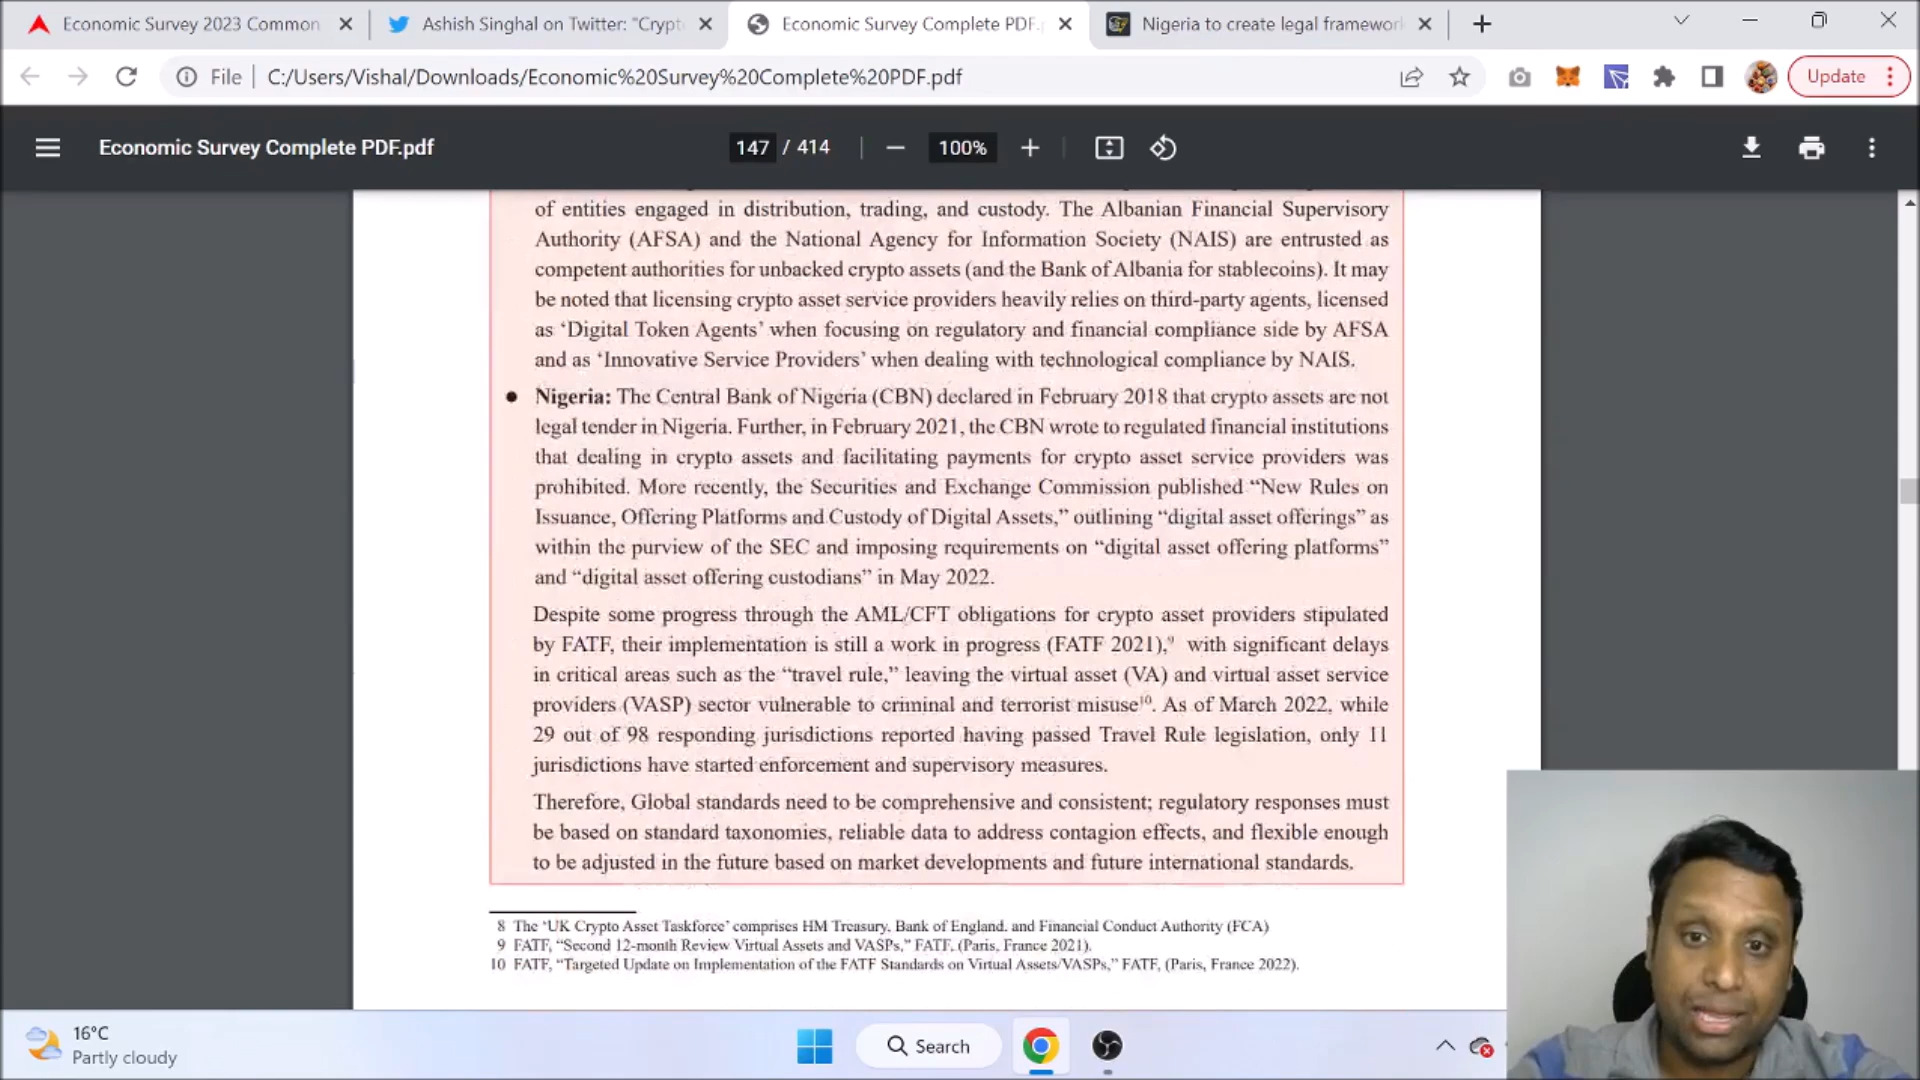 Economic Survey 2023 Common
Ashish Singhal on Twitter: "Crypt
Economic Survey Complete PDF.
Nigeria to create legal framewor
File
C:/Users/Vishal/Downloads/Economic%20Survey%20Complete%20PDF.pdf
Update
Economic Survey Complete PDF.pdf
147 / 414
100%
of entities engaged in distribution, trading, and custody. The Albanian Financial Supervisory
Authority (AFSA) and the National Agency for Information Society (NAIS) are entrusted as
competent authorities for unbacked crypto assets (and the Bank of Albania for stablecoins). It may
be noted that licensing crypto asset service providers heavily relies on third-party agents, licensed
as ‘Digital Token Agents’ when focusing on regulatory and financial compliance side by AFSA
and as ‘Innovative Service Providers’ when dealing with technological compliance by NAIS.
● Nigeria: The Central Bank of Nigeria (CBN) declared in February 2018 that crypto assets are not
legal tender in Nigeria. Further, in February 2021, the CBN wrote to regulated financial institutions
that dealing in crypto assets and facilitating payments for crypto asset service providers was
prohibited. More recently, the Securities and Exchange Commission published “New Rules on
Issuance, Offering Platforms and Custody of Digital Assets,” outlining “digital asset offerings” as
within the purview of the SEC and imposing requirements on “digital asset offering platforms”
and “digital asset offering custodians” in May 2022.
Despite some progress through the AML/CFT obligations for crypto asset providers stipulated
by FATF, their implementation is still a work in progress (FATF 2021),⁹ with significant delays
in critical areas such as the “travel rule,” leaving the virtual asset (VA) and virtual asset service
providers (VASP) sector vulnerable to criminal and terrorist misuse¹⁰. As of March 2022, while
29 out of 98 responding jurisdictions reported having passed Travel Rule legislation, only 11
jurisdictions have started enforcement and supervisory measures.
Therefore, Global standards need to be comprehensive and consistent; regulatory responses must
be based on standard taxonomies, reliable data to address contagion effects, and flexible enough
to be adjusted in the future based on market developments and future international standards.
8 The ‘UK Crypto Asset Taskforce’ comprises HM Treasury, Bank of England, and Financial Conduct Authority (FCA)
9 FATF, “Second 12-month Review Virtual Assets and VASPs,” FATF, (Paris, France 2021).
10 FATF, “Targeted Update on Implementation of the FATF Standards on Virtual Assets/VASPs,” FATF, (Paris, France 2022).
16°C
Partly cloudy
Search